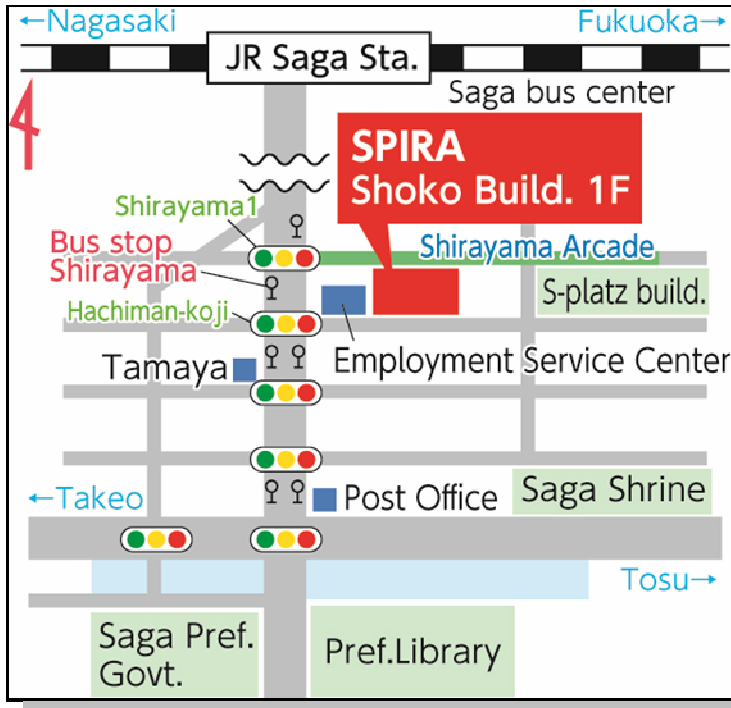 ←Nagasaki
Fukuoka→
JR Saga Sta.
Saga bus center
SPIRA
Shoko Build. 1F
Shirayama1
Bus stop
Shirayama
Shirayama Arcade
S-platz build.
Hachiman-koji
Tamaya
Employment Service Center
←Takeo
Post Office
Saga Shrine
Tosu→
Saga Pref.
Govt.
Pref.Library